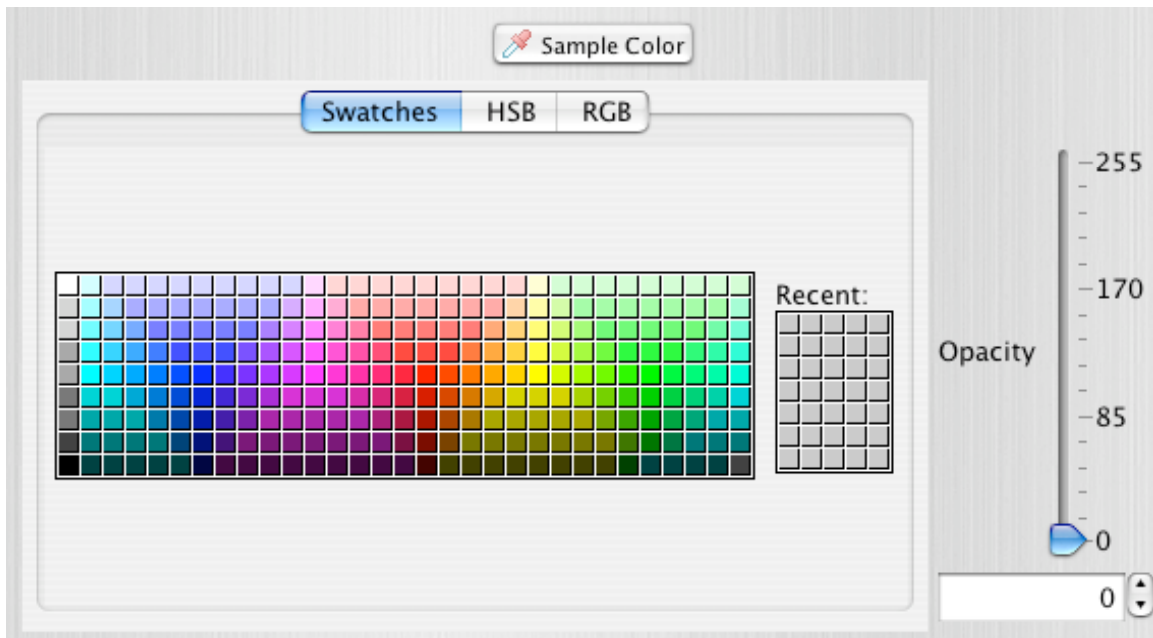 Sample Color
Swatches HSB RGB
255
170
Recent:
Opacity
85
0
0